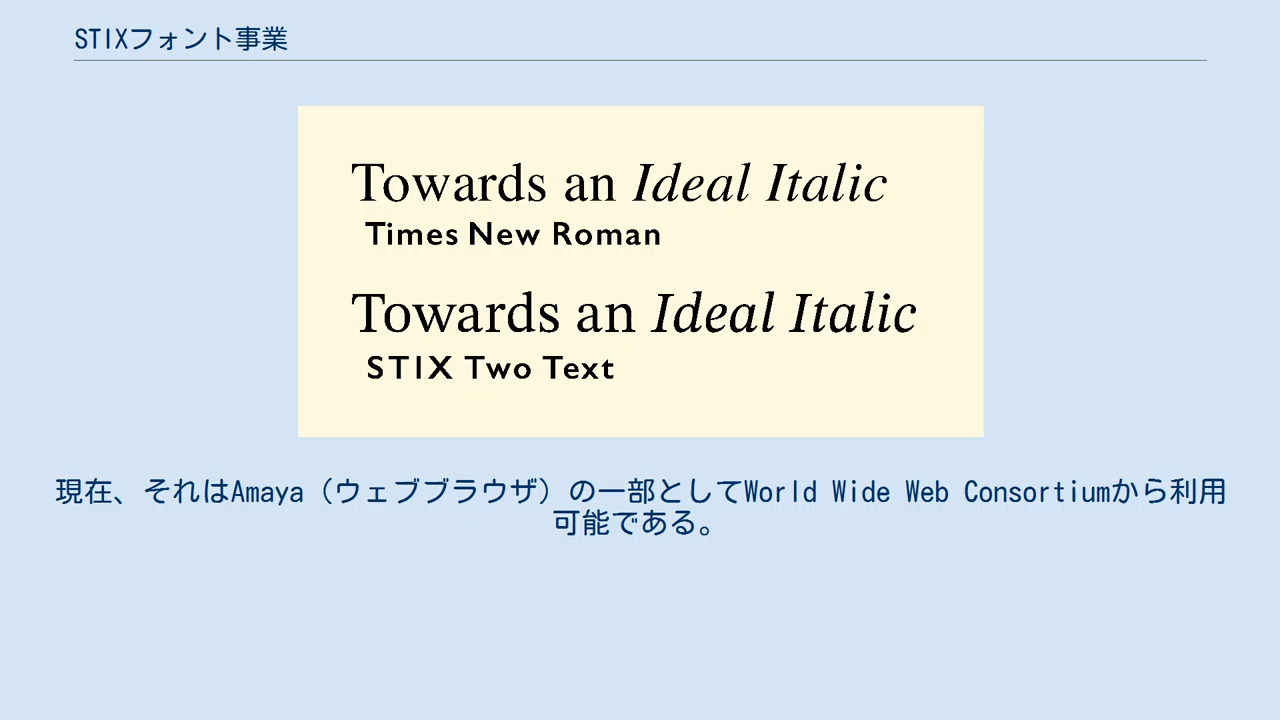 STIXフォント事業
Towards an Ideal Italic
Times New Roman
Towards an Ideal Italic
STIX Two Text
現在、それはAmaya（ウェブブラウザ）の一部としてWorld Wide Web Consortiumから利用
可能である。